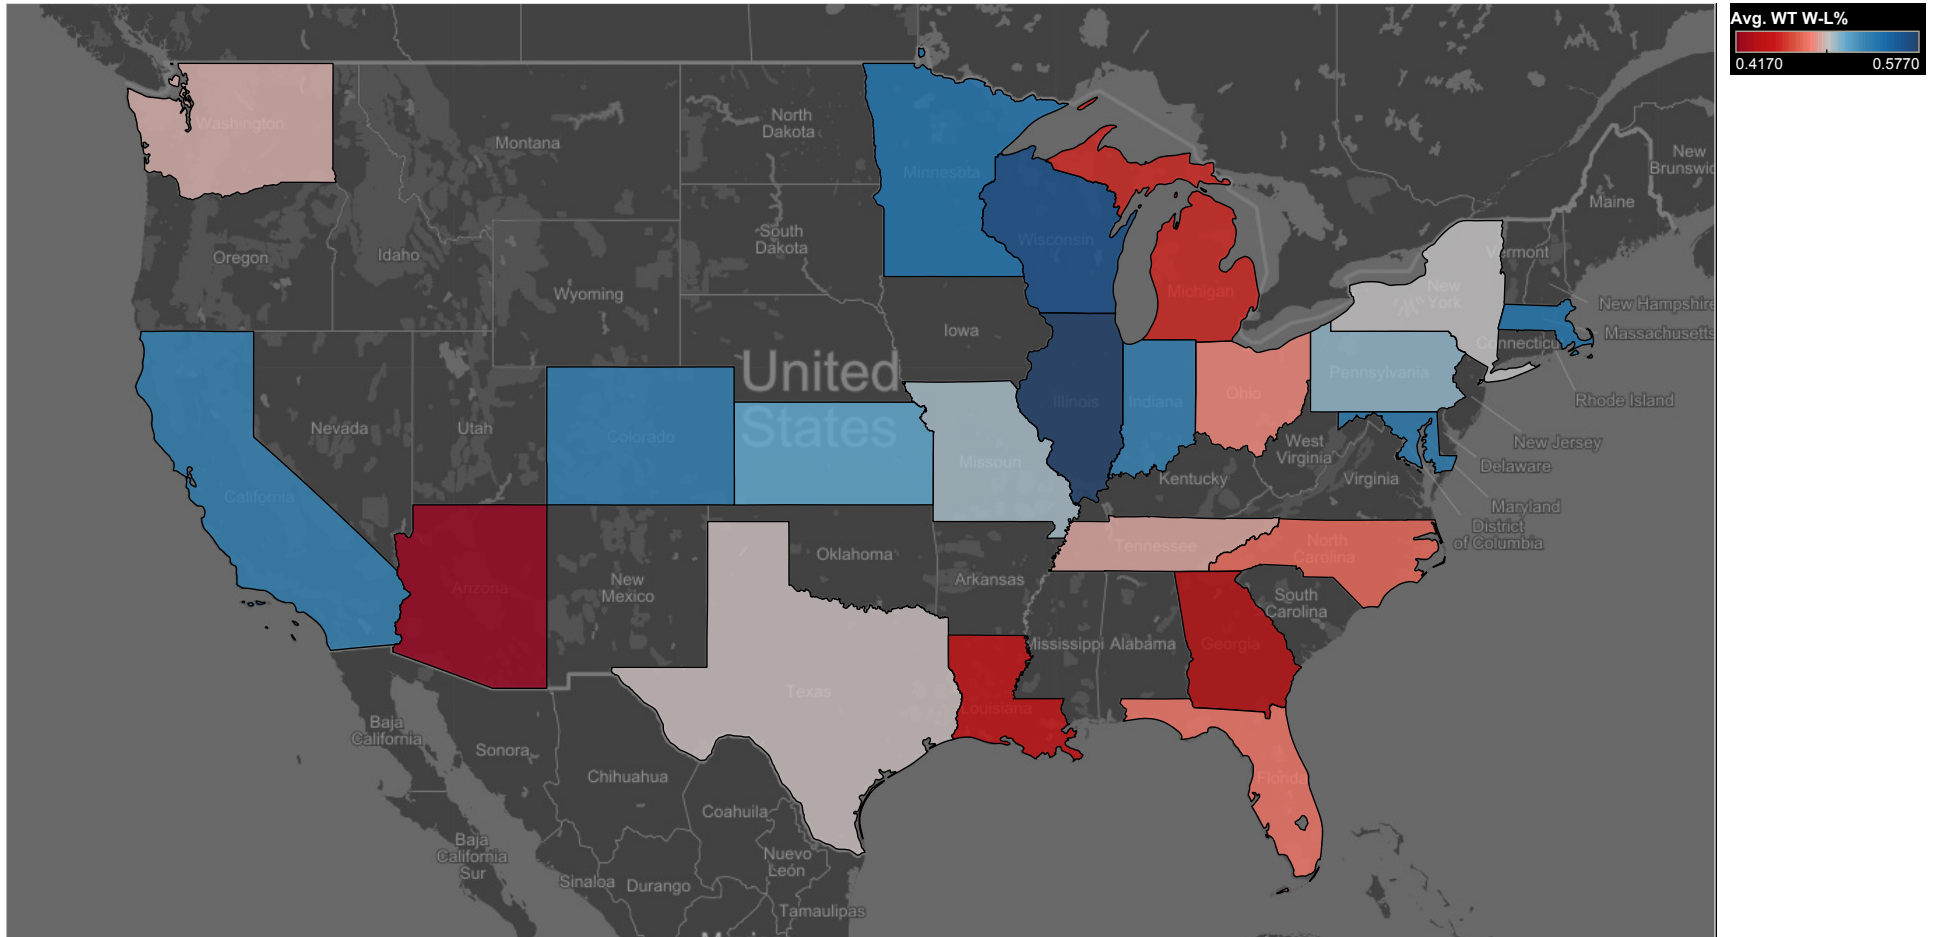 Avg. WT W-L%
0.4170
0.5770
Washington
Montana
North
Dakota
Minnesota
Oregon
Idaho
South
Dakota
Wyoming
Wisconsin
Michigan
Iowa
New
Brunswic
Maine
Vermont
New
York
New Hampshire
Massachusetts
Connecticu
Rhode Island
Pennsylvania
New Jersey
Delaware
Maryland
District
of Columbia
United
States
Nevada
Utah
Colorado
California
Missouri
Illinois
Indiana
Ohio
West
Virginia
Virginia
Kentucky
Arizona
New
Mexico
Oklahoma
Arkansas
Tennessee
North
Carolina
South
Carolina
Mississippi
Alabama
Georgia
Texas
Louisiana
Florida
Baja
California
Sonora
Chihuahua
Coahuila
Baja
California
Sur
Nuevo
León
Sinaloa
Durango
Tamaulipas